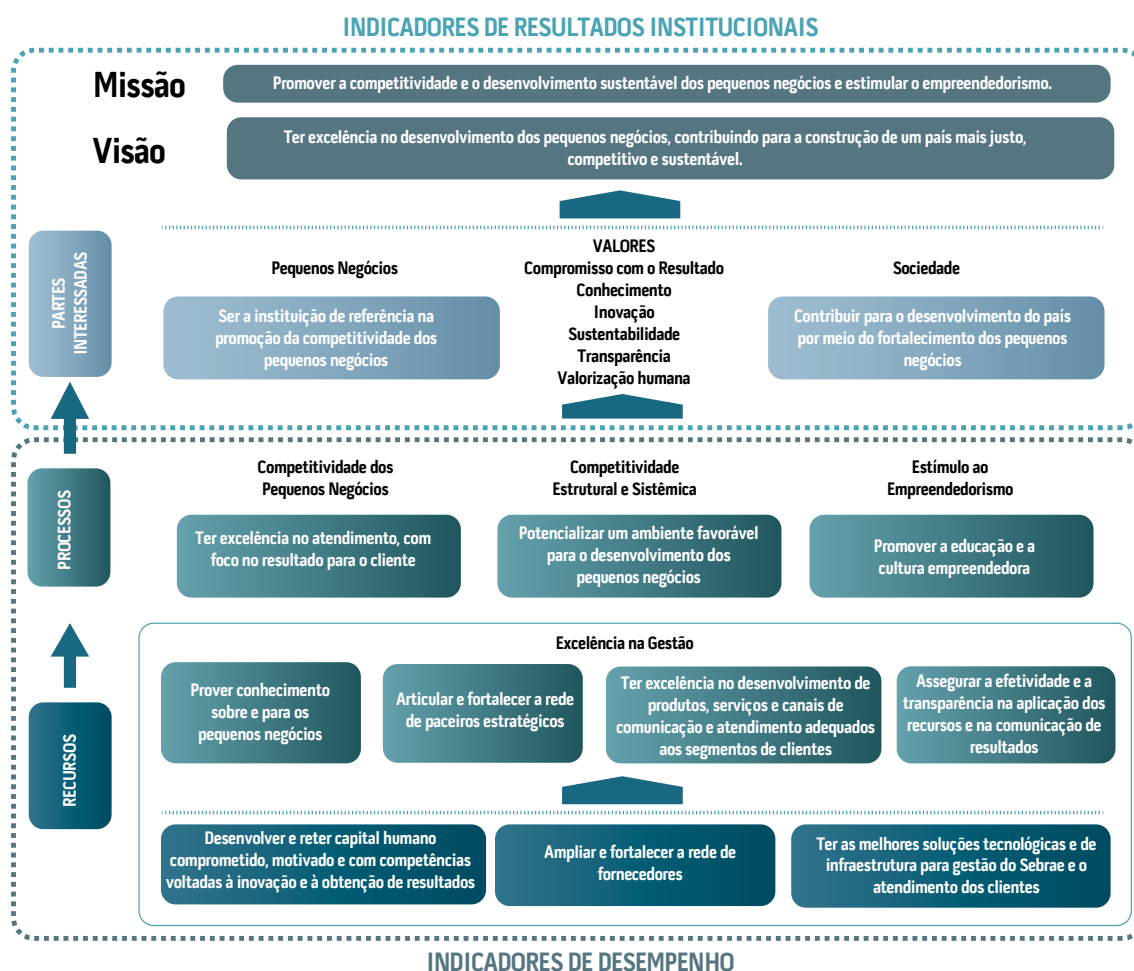 INDICADORES DE RESULTADOS INSTITUCIONAIS
Missão
Promover a competitividade e o desenvolvimento sustentável dos pequenos negócios e estimular o empreendedorismo.
Visão
Ter excelência no desenvolvimento dos pequenos negócios, contribuindo para a construção de um país mais justo,
competitivo e sustentável.
PARTES
INTERESSADAS
Pequenos Negócios
Ser a instituição de referência na
promoção da competitividade dos
pequenos negócios
VALORES
Compromisso com o Resultado
Conhecimento
Inovação
Sustentabilidade
Transparência
Valorização humana
Sociedade
Contribuir para o desenvolvimento do país
por meio do fortalecimento dos pequenos
negócios
PROCESSOS
Competitividade dos
Pequenos Negócios
Ter excelência no atendimento, com
foco no resultado para o cliente
Competitividade
Estrutural e Sistêmica
Potencializar um ambiente favorável
para o desenvolvimento dos
pequenos negócios
Estímulo ao
Empreendedorismo
Promover a educação e a
cultura empreendedora
RECURSOS
Excelência na Gestão
Prover conhecimento
sobre e para os
pequenos negócios
Articular e fortalecer a rede
de paceiros estratégicos
Ter excelência no desenvolvimento de
produtos, serviços e canais de
comunicação e atendimento adequados
aos segmentos de clientes
Assegurar a efetividade e a
transparência na aplicação dos
recursos e na comunicação de
resultados
Desenvolver e reter capital humano
comprometido, motivado e com competências
voltadas à inovação e à obtenção de resultados
Ampliar e fortalecer a rede de
fornecedores
Ter as melhores soluções tecnológicas e de
infraestrutura para gestão do Sebrae e o
atendimento dos clientes
INDICADORES DE DESEMPENHO